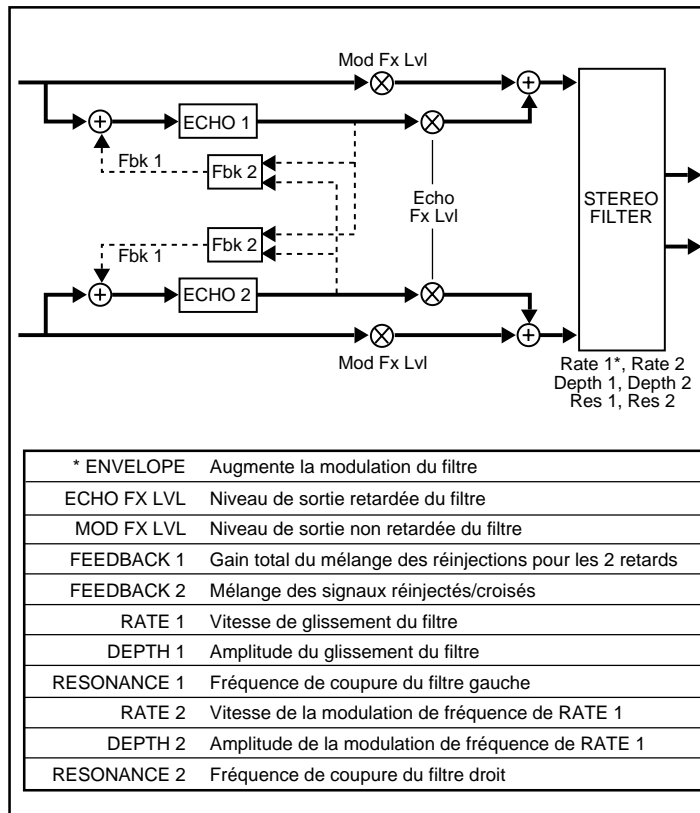 Mod Fx Lvl
ECHO 1
Fbk 1
Fbk 2
Echo
Fx Lvl
STEREO
FILTER
Fbk 2
Fbk 1
ECHO 2
Mod Fx Lvl
Rate 1*, Rate 2
Depth 1, Depth 2
Res 1, Res 2
* ENVELOPE Augmente la modulation du filtre
ECHO FX LVL Niveau de sortie retardée du filtre
MOD FX LVL Niveau de sortie non retardée du filtre
FEEDBACK 1 Gain total du mélange des réinjections pour les 2 retards
FEEDBACK 2 Mélange des signaux réinjectés/croisés
RATE 1 Vitesse de glissement du filtre
DEPTH 1 Amplitude du glissement du filtre
RESONANCE 1 Fréquence de coupure du filtre gauche
RATE 2 Vitesse de la modulation de fréquence de RATE 1
DEPTH 2 Amplitude de la modulation de fréquence de RATE 1
RESONANCE 2 Fréquence de coupure du filtre droit